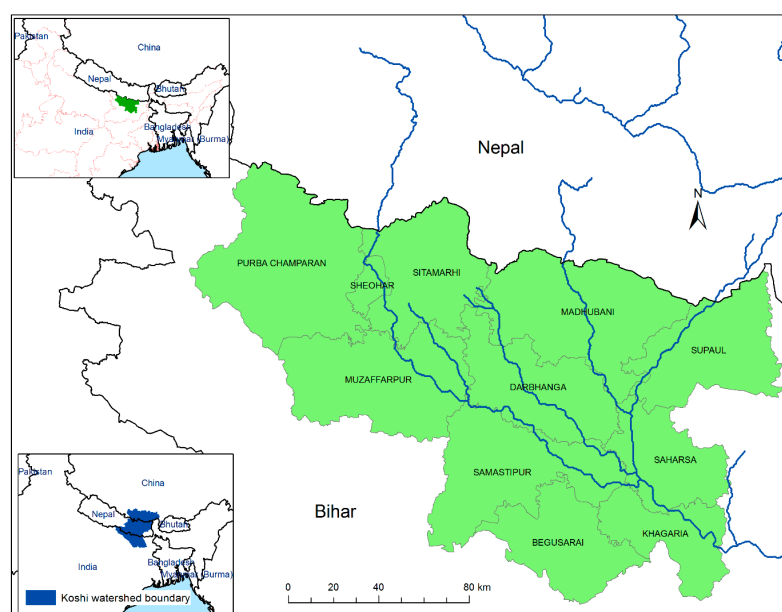 Pakistan
China
Nepal
(Bhutan)
India
Bangladesh
Myanmar (Burma)
Nepal
N
PURBA CHAMPARAN
SITAMARHI
SHEOHAR
MADHUBANI
SUPAUL
MUZAFFARPUR
DARBHANGA
SAHARSA
SAMASTIPUR
KHAGARIA
BEGUSARAI
Bihar
Pakistan
China
Nepal
(Bhutan)
India
Bangladesh
Myanmar (Burma)
Koshi watershed boundary
0 20 40 80 km